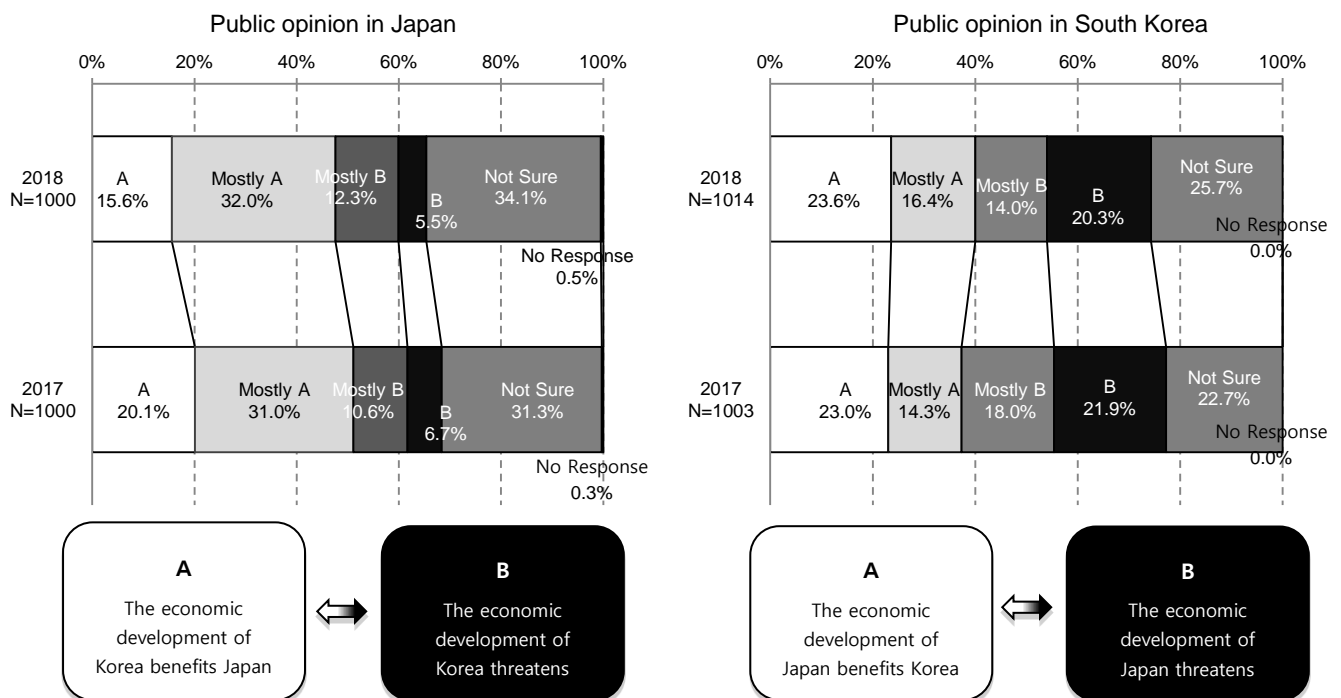 Public opinion in Japan
0% 20% 40% 60% 80% 100%
2018
N=1000
A
15.6%
Mostly A
32.0%
Mostly B
12.3%
B
5.5%
Not Sure
34.1%
No Response
0.5%
2017
N=1000
A
20.1%
Mostly A
31.0%
Mostly B
10.6%
B
6.7%
Not Sure
31.3%
No Response
0.3%
A
The economic
development of
Korea benefits Japan
B
The economic
development of
Korea threatens
Public opinion in South Korea
0% 20% 40% 60% 80% 100%
2018
N=1014
A
23.6%
Mostly A
16.4%
Mostly B
14.0%
B
20.3%
Not Sure
25.7%
No Response
0.0%
2017
N=1003
A
23.0%
Mostly A
14.3%
Mostly B
18.0%
B
21.9%
Not Sure
22.7%
No Response
0.0%
A
The economic
development of
Japan benefits Korea
B
The economic
development of
Japan threatens